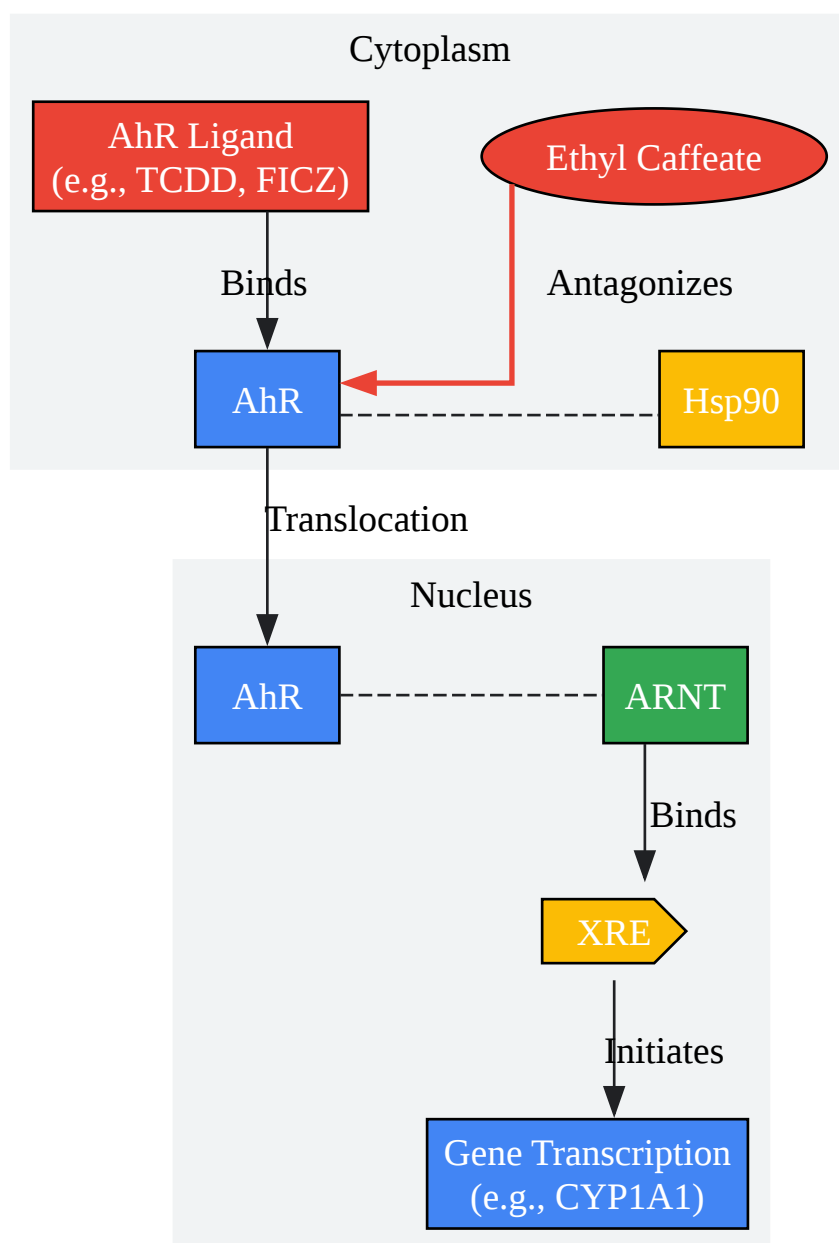 Cytoplasm
AhR Ligand
(e.g., TCDD, FICZ)
Ethyl Caffeate
Binds
Antagonizes
AhR
Hsp90
Translocation
Nucleus
AhR
ARNT
Binds
XRE
Initiates
Gene Transcription
(e.g., CYP1A1)